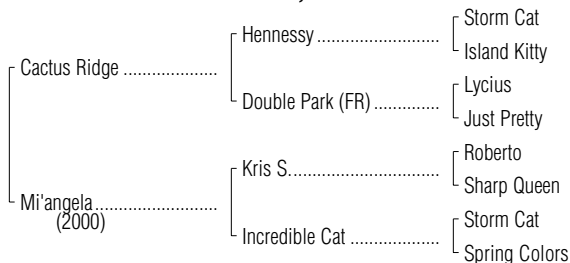 Storm Cat
Hennessy
Island Kitty
Cactus Ridge
Lycius
Double Park (FR)
Just Pretty
Roberto
Kris S.
Sharp Queen
Mi'angela
(2000)
Storm Cat
Incredible Cat
Spring Colors